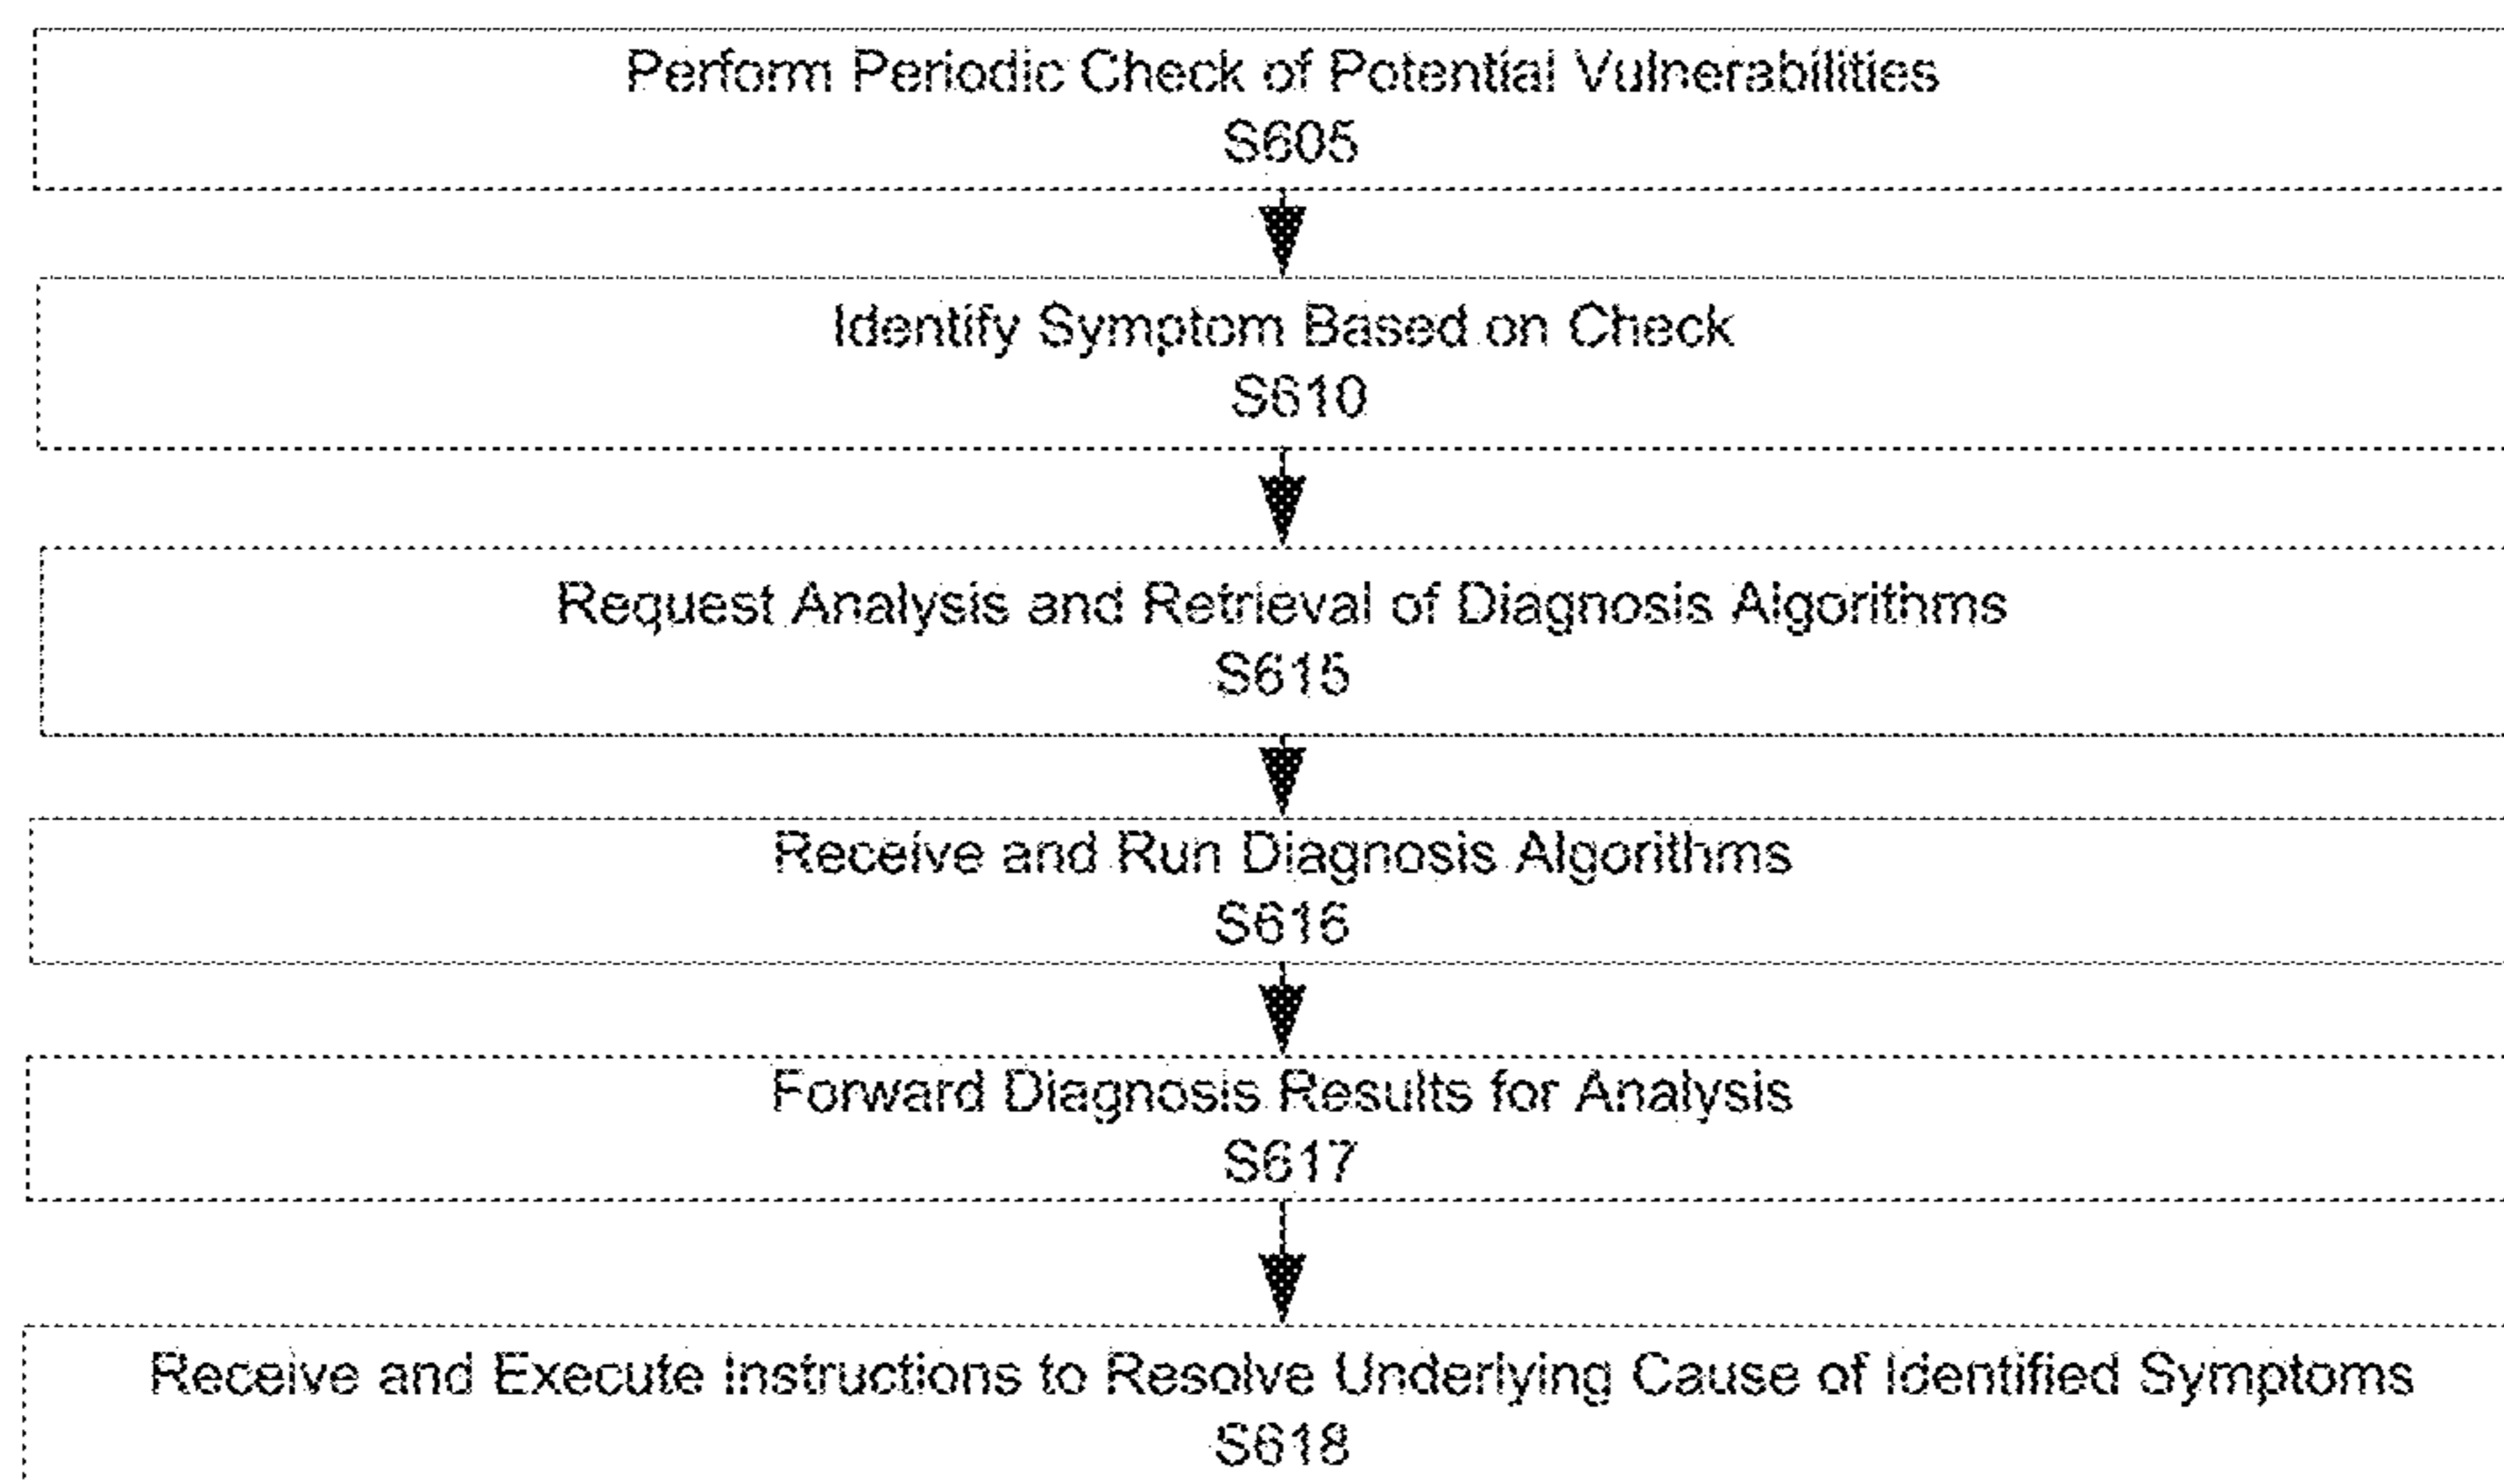 Perform Periodic Check of Potential Vulnerabilities
S605
Identify Symptom Based on Check
S610
Request Analysis and Retrieval of Diagnosis Algorithms
S615
Receive and Run Diagnosis Algorithms
S616
Forward Diagnosis Results for Analysis
S617
Receive and Execute Instructions to Resolve Underlying Cause of Identified Symptoms
S618